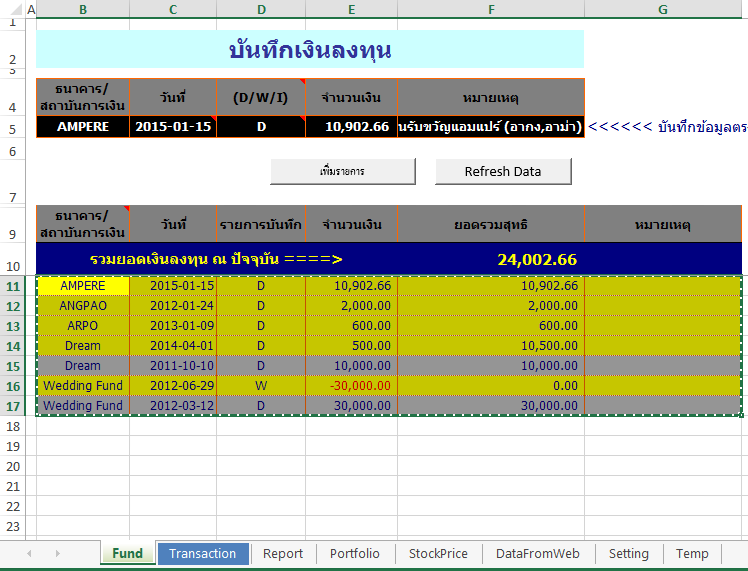 A B C D E F G
1
2 บันทึกเงินลงทุน
3
4 ธนาคาร/สถาบันการเงิน วันที่ (D/W/I) จำนวนเงิน หมายเหตุ
5 AMPERE 2015-01-15 D 10,902.66 นรับขวัญแอมแปร์ (อากง,อาม่า) <<<<<< บันทึกข้อมูลตร
6
7 เพิ่มรายการ Refresh Data
9 ธนาคาร/สถาบันการเงิน วันที่ รายการบันทึก จำนวนเงิน ยอดรวมสุทธิ หมายเหตุ
10 รวมยอดเงินลงทุน ณ ปัจจุบัน ====> 24,002.66
11 AMPERE 2015-01-15 D 10,902.66 10,902.66
12 ANGPAO 2012-01-24 D 2,000.00 2,000.00
13 ARPO 2013-01-09 D 600.00 600.00
14 Dream 2014-04-01 D 500.00 10,500.00
15 Dream 2011-10-10 D 10,000.00 10,000.00
16 Wedding Fund 2012-06-29 W -30,000.00 0.00
17 Wedding Fund 2012-03-12 D 30,000.00 30,000.00
18
19
20
21
22
23
Fund Transaction Report Portfolio StockPrice DataFromWeb Setting Temp